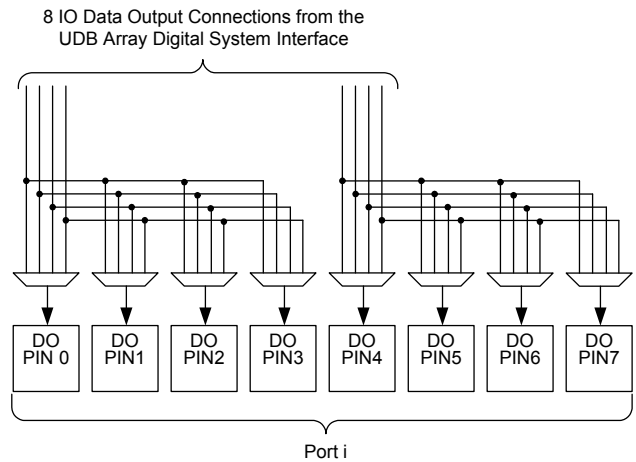 8 IO Data Output Connections from the
UDB Array Digital System Interface
DO
PIN 0
DO
PIN1
DO
PIN2
DO
PIN3
DO
PIN4
DO
PIN5
DO
PIN6
DO
PIN7
Port i